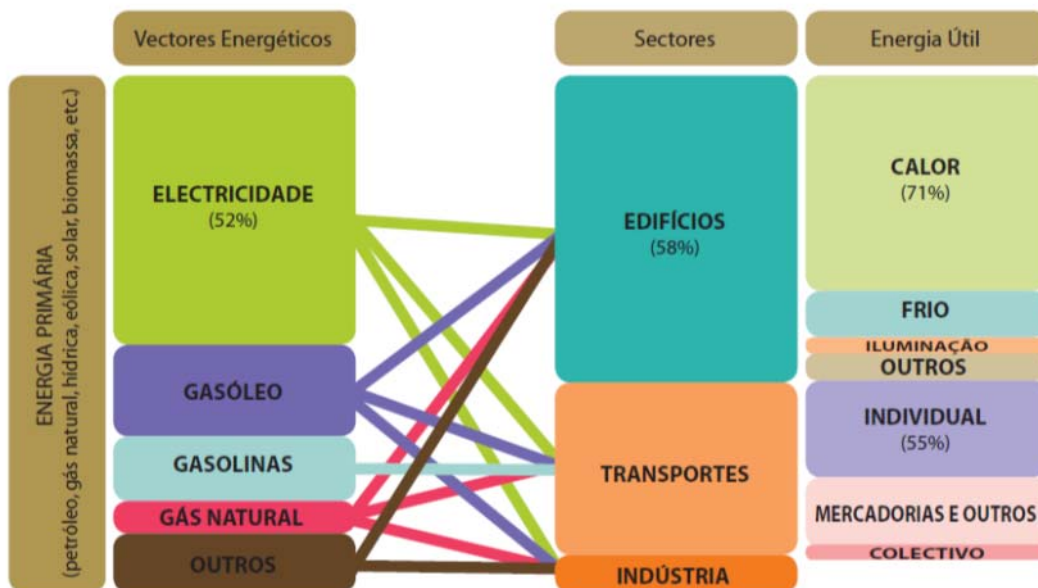 Vectores Energéticos
Sectores
Energia Útil
ENERGIA PRIMÁRIA
(petróleo, gás natural, hídrica, eólica, solar, biomassa, etc.)
ELECTRICIDADE
(52%)
GASÓLEO
GASOLINAS
GÁS NATURAL
OUTROS
EDIFÍCIOS
(58%)
TRANSPORTES
INDÚSTRIA
CALOR
(71%)
FRIO
ILUMINAÇÃO
OUTROS
INDIVIDUAL
(55%)
MERCADORIAS E OUTROS
COLECTIVO